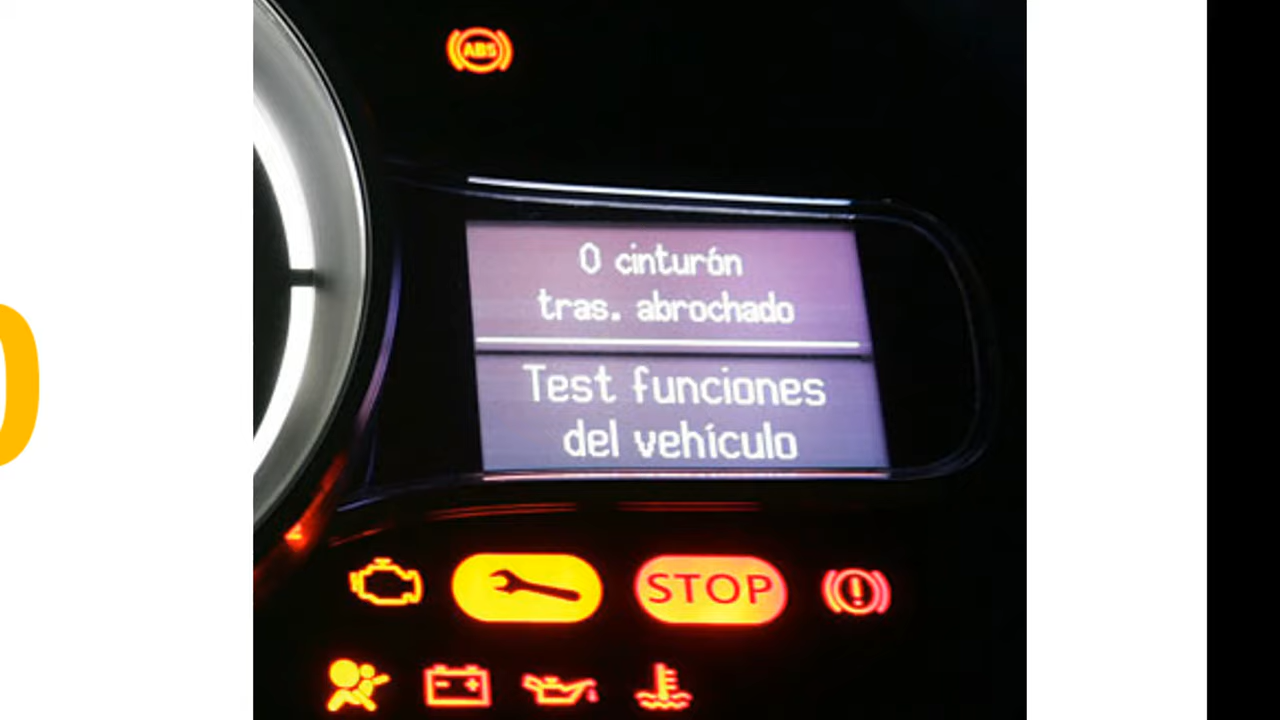 ABS
0 cinturón
tras. abrochado
Test funciones
del vehículo
STOP